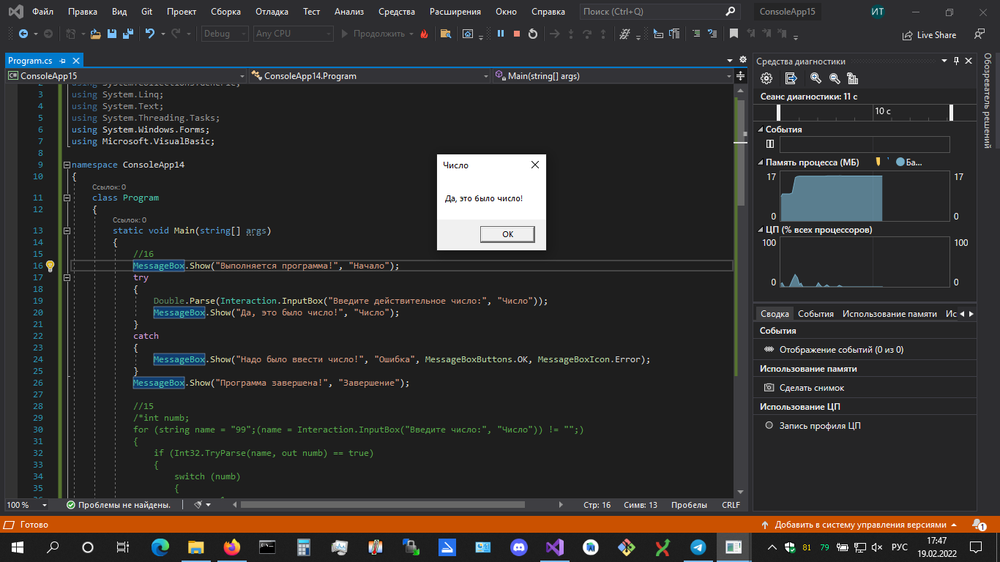 Файл Правка Вид Git Проект Сборка Отладка Тест Анализ Средства Расширения Окно Справка Поиск (Ctrl+Q) ConsoleApp15 ИТ
Debug Any CPU Продолжить Live Share
Program.cs
ConsoleApp15 ConsoleApp14.Program Main(string[] args)
2 using System.Collections.Generic;
3 using System.Linq;
4 using System.Text;
5 using System.Threading.Tasks;
6 using System.Windows.Forms;
7 using Microsoft.VisualBasic;
8
9 namespace ConsoleApp14
10 {
Ссылок: 0
11 class Program
12 {
Ссылок: 0
13 static void Main(string[] args)
14 {
15 //16
16 MessageBox.Show("Выполняется программа!", "Начало");
17 try
18 {
19 Double.Parse(Interaction.InputBox("Введите действительное число:", "Число"));
20 MessageBox.Show("Да, это было число!", "Число");
21 }
22 catch
23 {
24 MessageBox.Show("Надо было ввести число!", "Ошибка", MessageBoxButtons.OK, MessageBoxIcon.Error);
25 }
26 MessageBox.Show("Программа завершена!", "Завершение");
27
28 //15
29 /*int numb;
30 for (string name = "99";(name = Interaction.InputBox("Введите число:", "Число")) != "";)
31 {
32 if (Int32.TryParse(name, out numb) == true)
33 {
34 switch (numb)
35 {
Число
Да, это было число!
OK
Средства диагностики
Сеанс диагностики: 11 с
10 с
События
Память процесса (МБ) Ба...
17 17
0 0
ЦП (% всех процессоров)
100 100
0 0
Сводка События Использование памяти Ис
События
Отображение событий (0 из 0)
Использование памяти
Сделать снимок
Использование ЦП
Запись профиля ЦП
Обозреватель решений
100 % Проблемы не найдены. Стр: 16 Симв: 13 Пробелы CRLF
Готово Добавить в систему управления версиями 1
81 79 РУС 17:47
19.02.2022